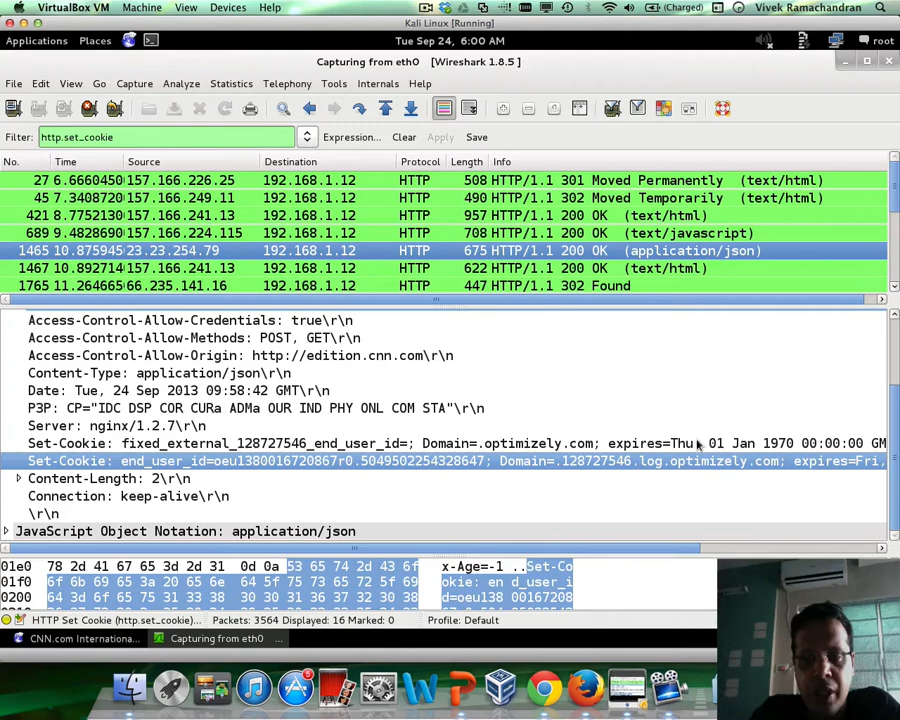 VirtualBox VM Machine View Devices Help (Charged) Vivek Ramachandran
Kali Linux [Running]
Applications Places Tue Sep 24, 6:00 AM root
Capturing from eth0 [Wireshark 1.8.5 ]
File Edit View Go Capture Analyze Statistics Telephony Tools Internals Help
Filter: http.set_cookie Expression... Clear Apply Save
No. Time Source Destination Protocol Length Info
27 6.6660450 157.166.226.25 192.168.1.12 HTTP 508 HTTP/1.1 301 Moved Permanently (text/html)
45 7.3408720 157.166.249.11 192.168.1.12 HTTP 490 HTTP/1.1 302 Moved Temporarily (text/html)
421 8.7752130 157.166.241.13 192.168.1.12 HTTP 957 HTTP/1.1 200 OK (text/html)
689 9.4828690 157.166.224.115 192.168.1.12 HTTP 708 HTTP/1.1 200 OK (text/javascript)
1465 10.875945 23.23.254.79 192.168.1.12 HTTP 675 HTTP/1.1 200 OK (application/json)
1467 10.892714 157.166.241.13 192.168.1.12 HTTP 622 HTTP/1.1 200 OK (text/html)
1765 11.264665 66.235.141.16 192.168.1.12 HTTP 447 HTTP/1.1 302 Found
Access-Control-Allow-Credentials: true\r\n
Access-Control-Allow-Methods: POST, GET\r\n
Access-Control-Allow-Origin: http://edition.cnn.com\r\n
Content-Type: application/json\r\n
Date: Tue, 24 Sep 2013 09:58:42 GMT\r\n
P3P: CP="IDC DSP COR CURa ADMa OUR IND PHY ONL COM STA"\r\n
Server: nginx/1.2.7\r\n
Set-Cookie: fixed_external_128727546_end_user_id=; Domain=.optimizely.com; expires=Thu, 01 Jan 1970 00:00:00 GM
Set-Cookie: end_user_id=oeu1380016720867r0.5049502254328647; Domain=.128727546.log.optimizely.com; expires=Fri,
Content-Length: 2\r\n
Connection: keep-alive\r\n
\r\n
JavaScript Object Notation: application/json
01e0 78 2d 41 67 65 3d 2d 31 0d 0a 53 65 74 2d 43 6f x-Age=-1 ..Set-Co
01f0 6f 6b 69 65 3a 20 65 6e 64 5f 75 73 65 72 5f 69 okie: en d_user_i
0200 64 3d 6f 65 75 31 33 38 30 30 31 36 37 32 30 38 d=oeu138 00167208
HTTP Set Cookie (http.set_cookie)... Packets: 3564 Displayed: 16 Marked: 0 Profile: Default
CNN.com Internationa... Capturing from eth0 ...